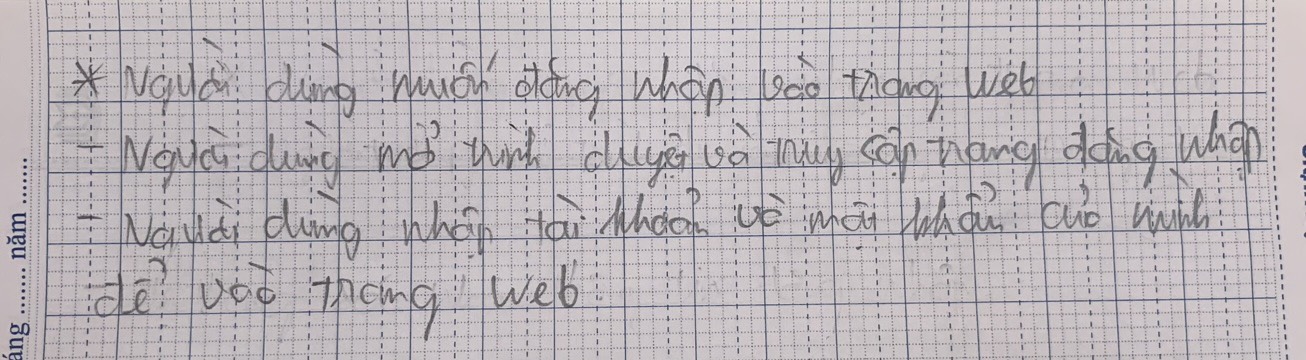 * Người dùng muốn đăng nhập vào trang web
- Người dùng mở trình duyệt và truy cập trang đăng nhập
- Người dùng nhập tài khoản và mật khẩu của mình
để vào trang web
áng ...... năm ......